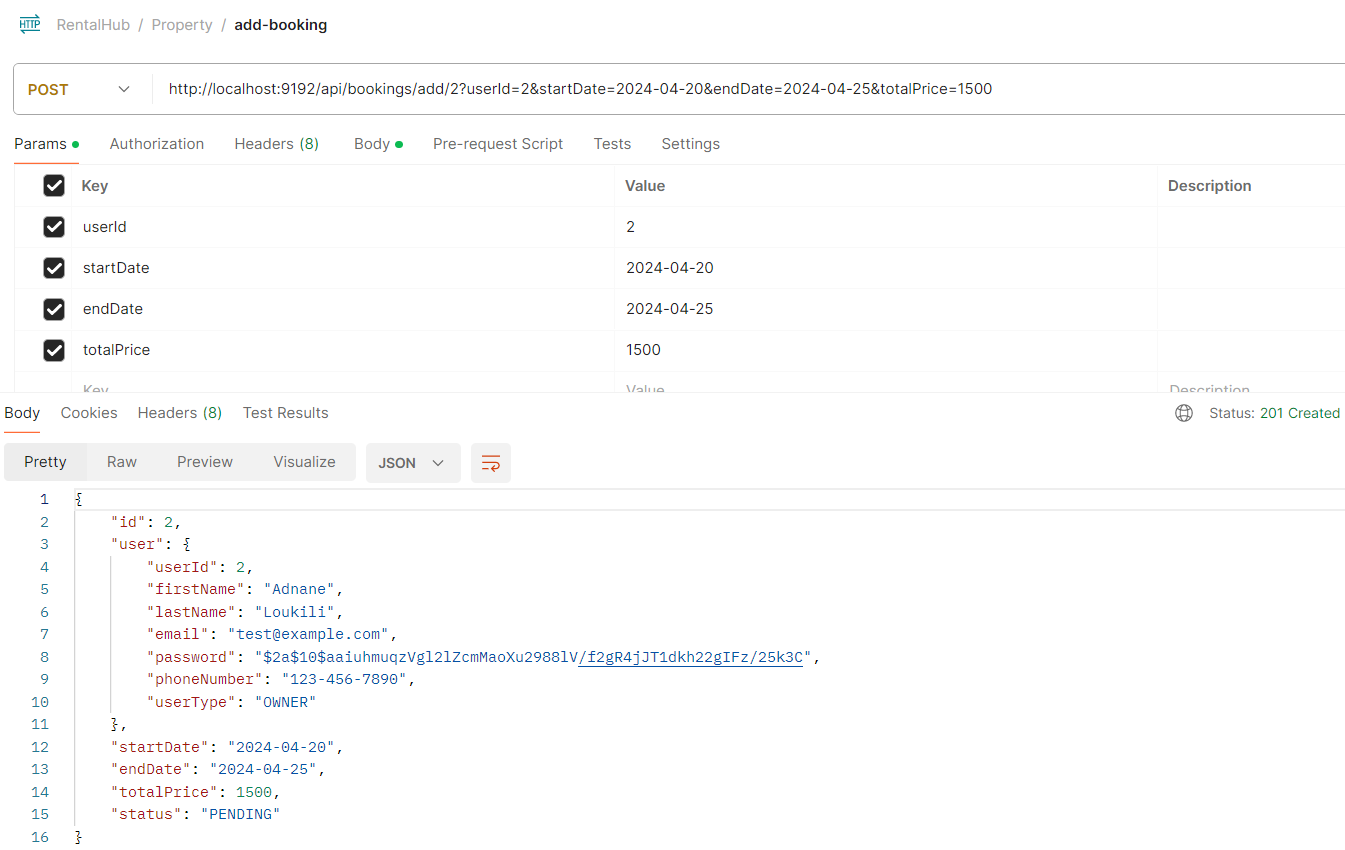 HTTP RentalHub / Property / add-booking
POST http://localhost:9192/api/bookings/add/2?userId=2&startDate=2024-04-20&endDate=2024-04-25&totalPrice=1500
Params Authorization Headers (8) Body Pre-request Script Tests Settings
Key Value Description
userId 2
startDate 2024-04-20
endDate 2024-04-25
totalPrice 1500
Key Value Description
Body Cookies Headers (8) Test Results Status: 201 Created
Pretty Raw Preview Visualize JSON
1 {
2 "id": 2,
3 "user": {
4 "userId": 2,
5 "firstName": "Adnane",
6 "lastName": "Loukili",
7 "email": "test@example.com",
8 "password": "$2a$10$aaiuhmuqzVgl2lZcmMaoXu2988lV/f2gR4jJT1dkh22gIFz/25k3C",
9 "phoneNumber": "123-456-7890",
10 "userType": "OWNER"
11 },
12 "startDate": "2024-04-20",
13 "endDate": "2024-04-25",
14 "totalPrice": 1500,
15 "status": "PENDING"
16 }